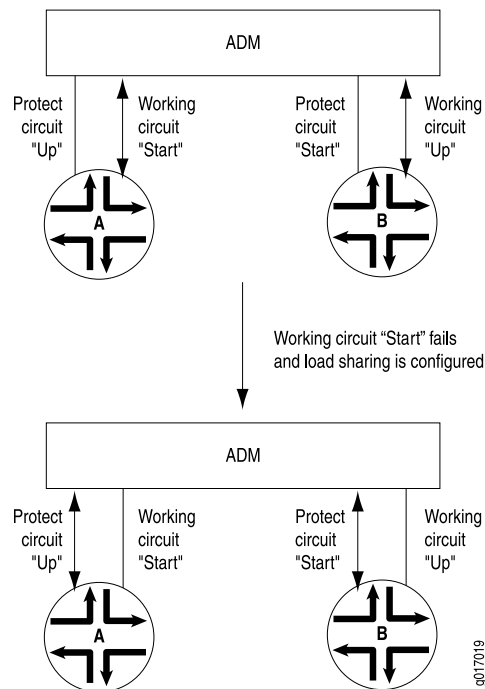 ADM
Protect
circuit
"Up"
Working
circuit
"Start"
Protect
circuit
"Start"
Working
circuit
"Up"
A
B
Working circuit “Start” fails
and load sharing is configured
ADM
Protect
circuit
"Up"
Working
circuit
"Start"
Protect
circuit
"Start"
Working
circuit
"Up"
A
B
g017019